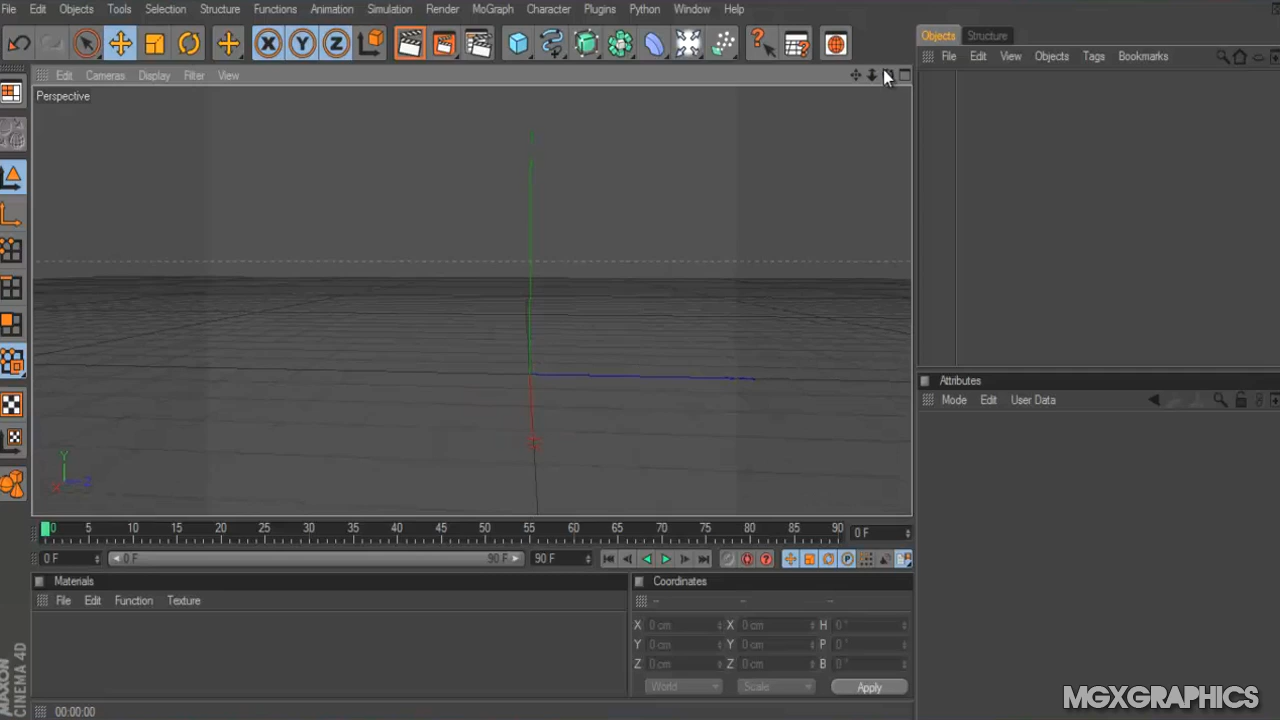 File Edit Objects Tools Selection Structure Functions Animation Simulation Render MoGraph Character Plugins Python Window Help
X Y Z
Objects Structure
File Edit View Objects Tags Bookmarks
Edit Cameras Display Filter View
Perspective
Y
X Z
Attributes
Mode Edit User Data
0 5 10 15 20 25 30 35 40 45 50 55 60 65 70 75 80 85 90 0 F
0 F 0 F 90 F 90 F
Materials
File Edit Function Texture
Coordinates
-- -- --
X 0 cm X 0 cm H 0 °
Y 0 cm Y 0 cm P 0 °
Z 0 cm Z 0 cm B 0 °
World Scale Apply
MAXON
CINEMA 4D
00:00:00
MGXGRAPHICS